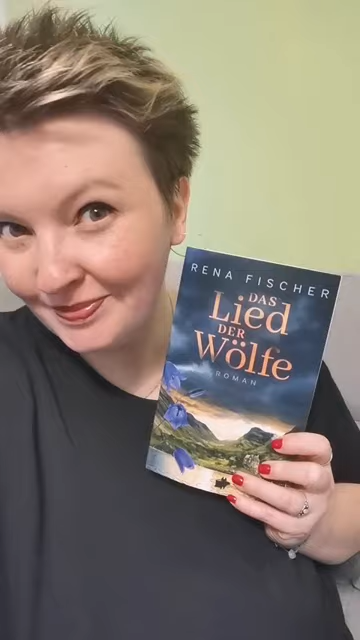 RENA FISCHER
DAS
Lied
DER
Wölfe
ROMAN